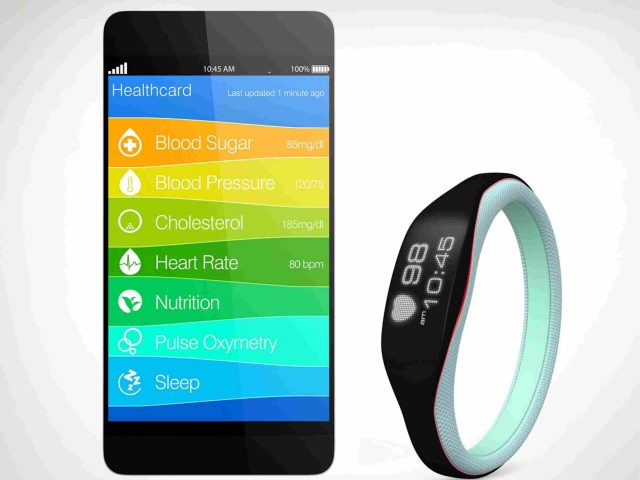 10:45 AM 100%
Healthcard Last updated:1 minute ago
Blood Sugar 85mg/dl
Blood Pressure 120/75
Cholesterol 185mg/dl
Heart Rate 80 bpm
Nutrition
Pulse Oxymetry
Sleep
98
am 10:45